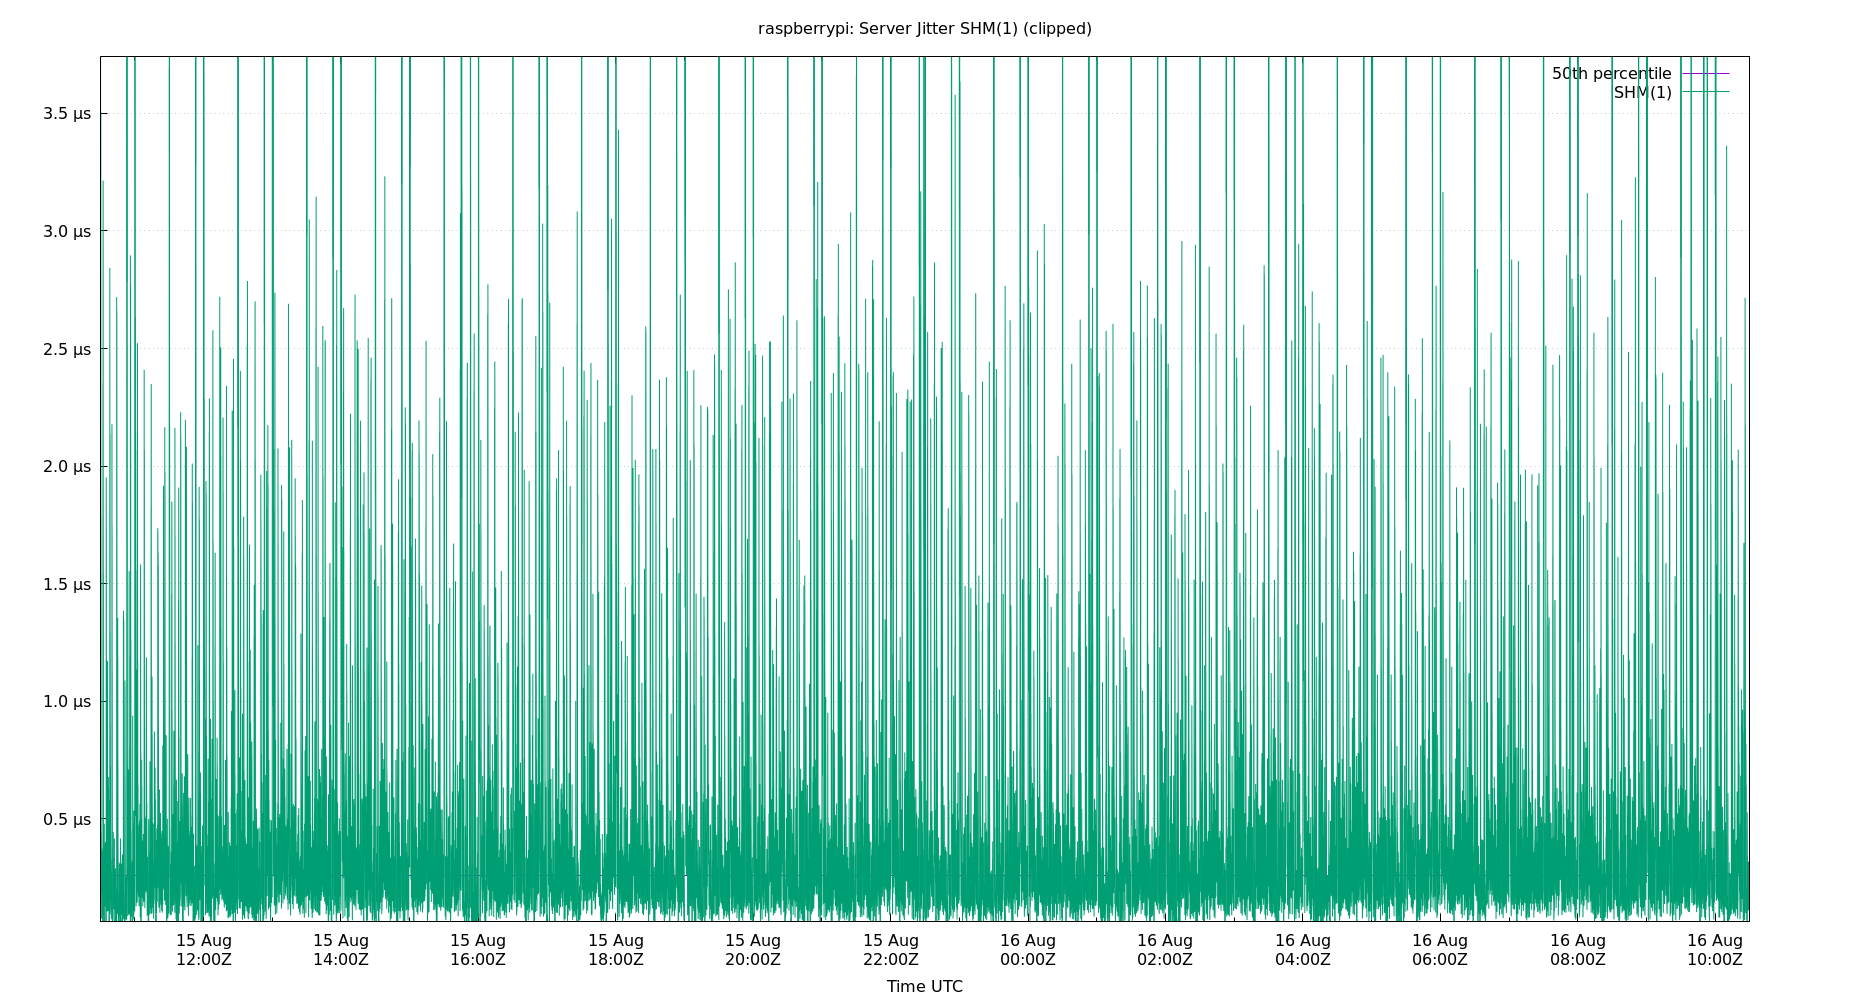 raspberrypi: Server Jitter SHM(1) (clipped)
50th percentile
SHM(1)
3.5 µs
3.0 µs
2.5 µs
2.0 µs
1.5 µs
1.0 µs
0.5 µs
15 Aug 15 Aug 15 Aug 15 Aug 15 Aug 15 Aug 16 Aug 16 Aug 16 Aug 16 Aug 16 Aug 16 Aug
12:00Z 14:00Z 16:00Z 18:00Z 20:00Z 22:00Z 00:00Z 02:00Z 04:00Z 06:00Z 08:00Z 10:00Z
Time UTC